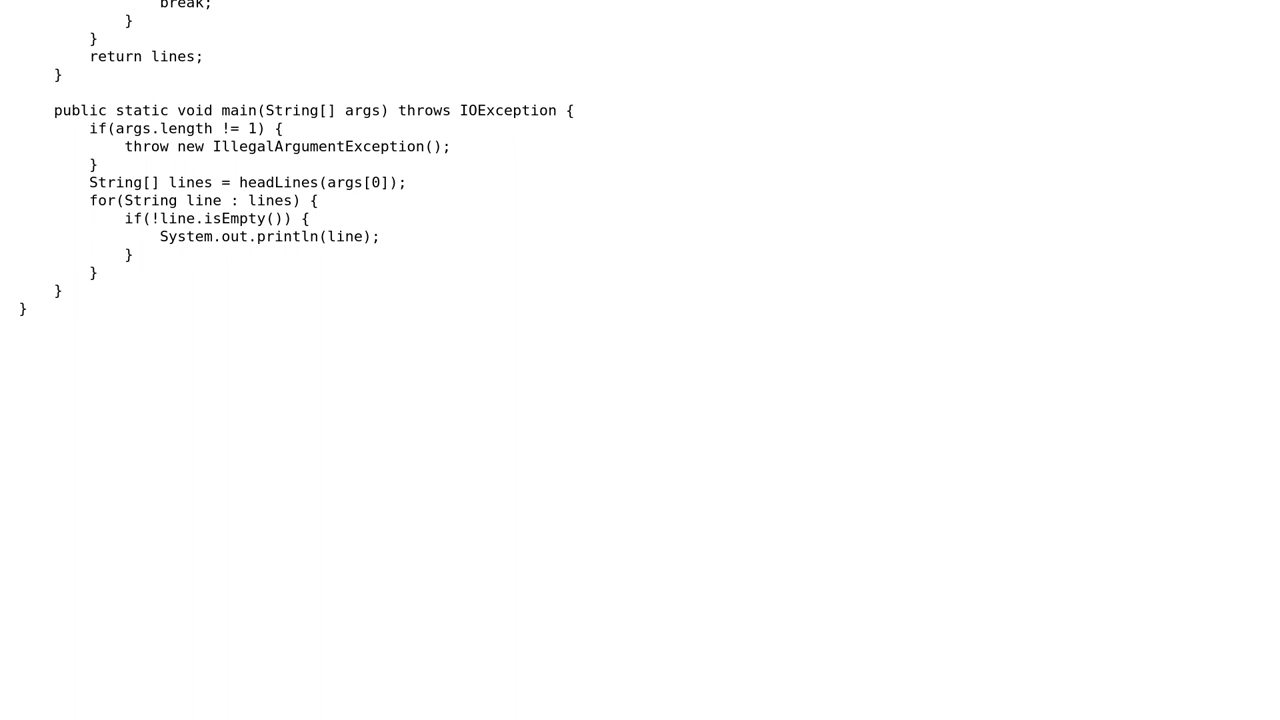 break;
            }
        }
        return lines;
    }

    public static void main(String[] args) throws IOException {
        if(args.length != 1) {
            throw new IllegalArgumentException();
        }
        String[] lines = headLines(args[0]);
        for(String line : lines) {
            if(!line.isEmpty()) {
                System.out.println(line);
            }
        }
    }
}